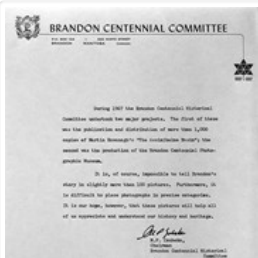 BRANDON CENTENNIAL COMMITTEE
During 1967 the Brandon Centennial Historical
Committee undertook two major projects. The first of these
was the publication and distribution of more than 1,000
copies of Martin Kavanagh's "The Assiniboine Basin"; the
second was the production of the Brandon Centennial Photo-
graphic Museum.
It is, of course, impossible to tell Brandon's
story in slightly more than 100 pictures. Furthermore, it
is difficult to place photographs in precise categories.
It is our hope, however, that these pictures will help all
of us appreciate and understand our history and heritage.
Chairman
Brandon Centennial Historical
Committee